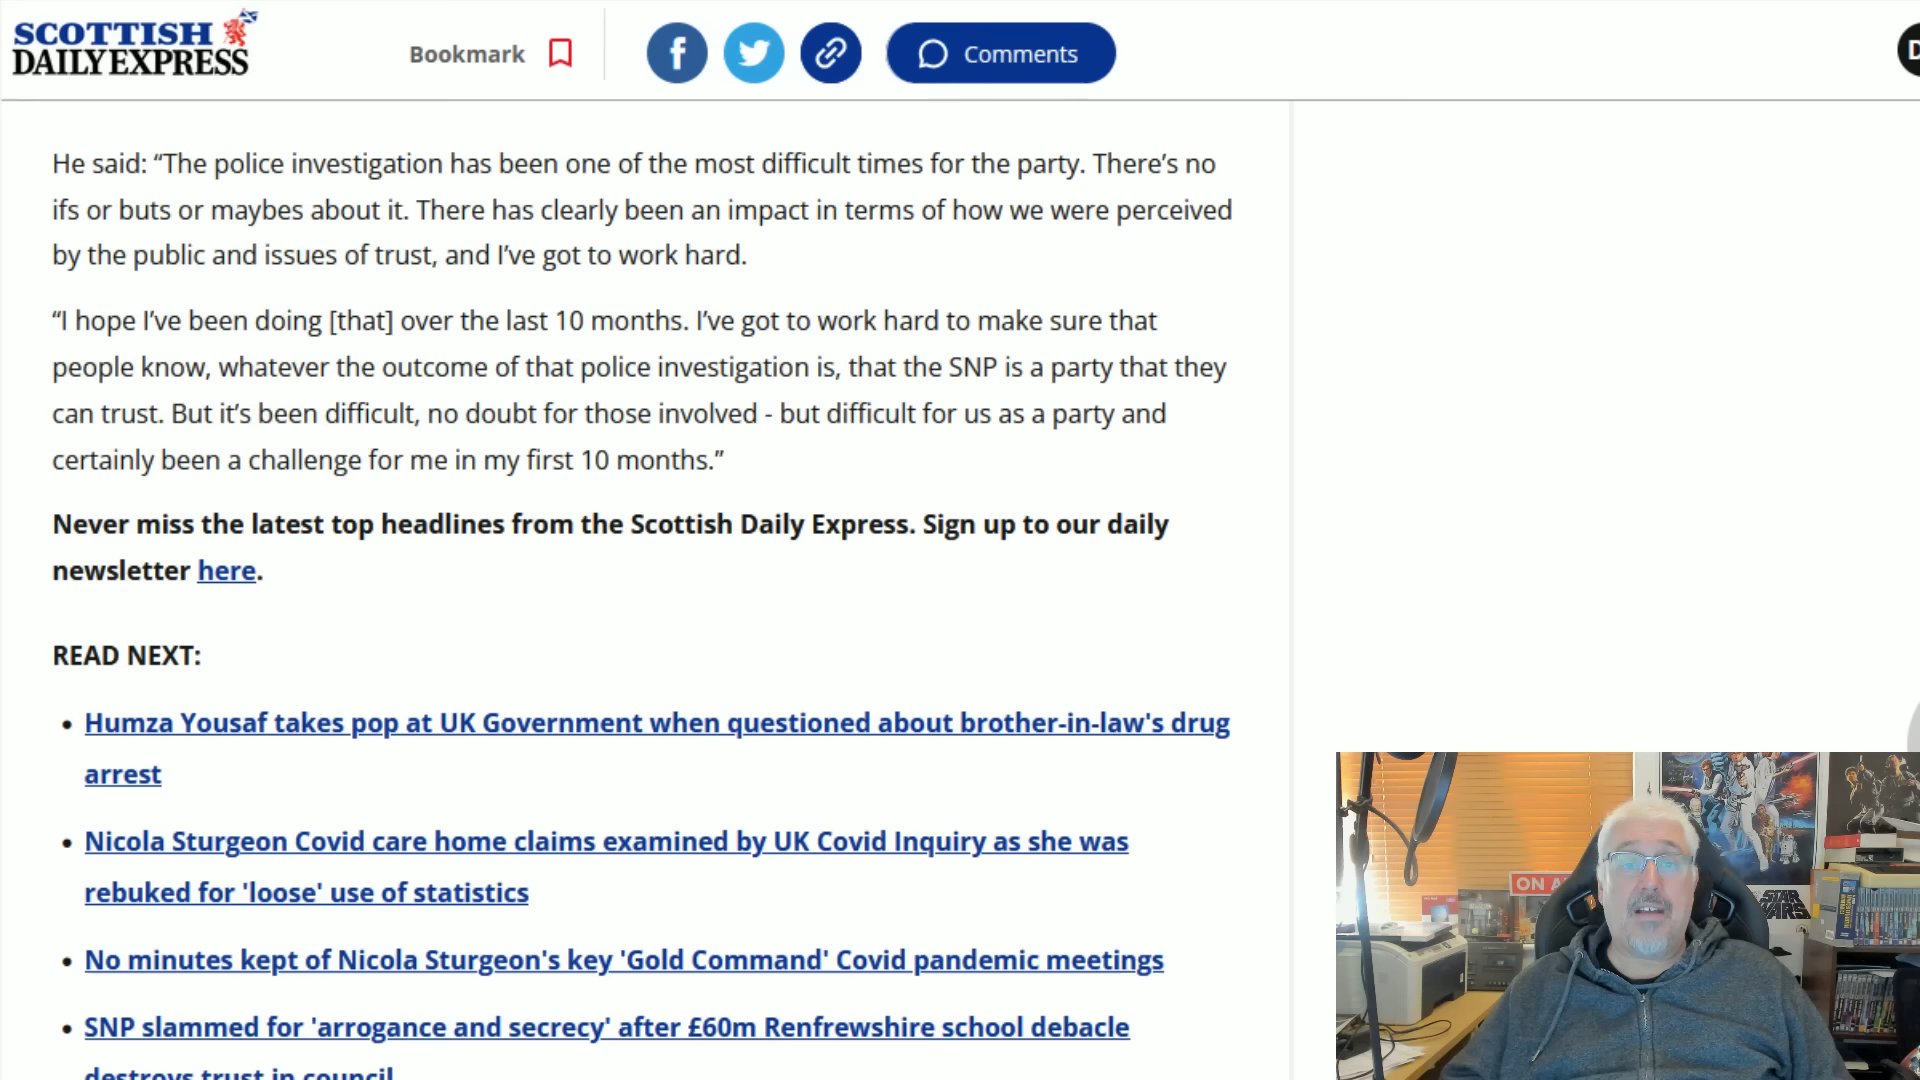 SCOTTISH
DAILY EXPRESS
Bookmark
Comments
He said: “The police investigation has been one of the most difficult times for the party. There’s no
ifs or buts or maybes about it. There has clearly been an impact in terms of how we were perceived
by the public and issues of trust, and I’ve got to work hard.
“I hope I’ve been doing [that] over the last 10 months. I’ve got to work hard to make sure that
people know, whatever the outcome of that police investigation is, that the SNP is a party that they
can trust. But it’s been difficult, no doubt for those involved - but difficult for us as a party and
certainly been a challenge for me in my first 10 months.”
Never miss the latest top headlines from the Scottish Daily Express. Sign up to our daily
newsletter here.
READ NEXT:
• Humza Yousaf takes pop at UK Government when questioned about brother-in-law's drug
arrest
• Nicola Sturgeon Covid care home claims examined by UK Covid Inquiry as she was
rebuked for 'loose' use of statistics
• No minutes kept of Nicola Sturgeon's key 'Gold Command' Covid pandemic meetings
• SNP slammed for 'arrogance and secrecy' after £60m Renfrewshire school debacle
destroys trust in council
ON A
STAR
WARS